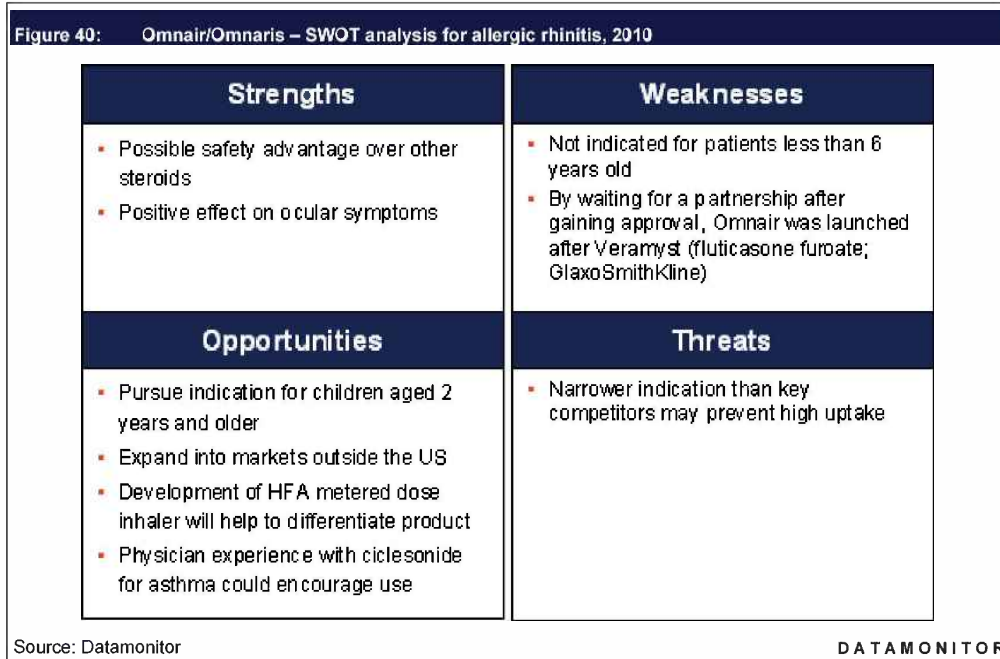 Figure 40: Omnair/Omnaris – SWOT analysis for allergic rhinitis, 2010
Strengths
▪ Possible safety advantage over other
steroids
▪ Positive effect on ocular symptoms
Weaknesses
▪ Not indicated for patients less than 6
years old
▪ By waiting for a partnership after
gaining approval, Omnair was launched
after Veramyst (fluticasone furoate;
GlaxoSmithKline)
Opportunities
▪ Pursue indication for children aged 2
years and older
▪ Expand into markets outside the US
▪ Development of HFA metered dose
inhaler will help to differentiate product
▪ Physician experience with ciclesonide
for asthma could encourage use
Threats
▪ Narrower indication than key
competitors may prevent high uptake
Source: Datamonitor
DATAMONITOR